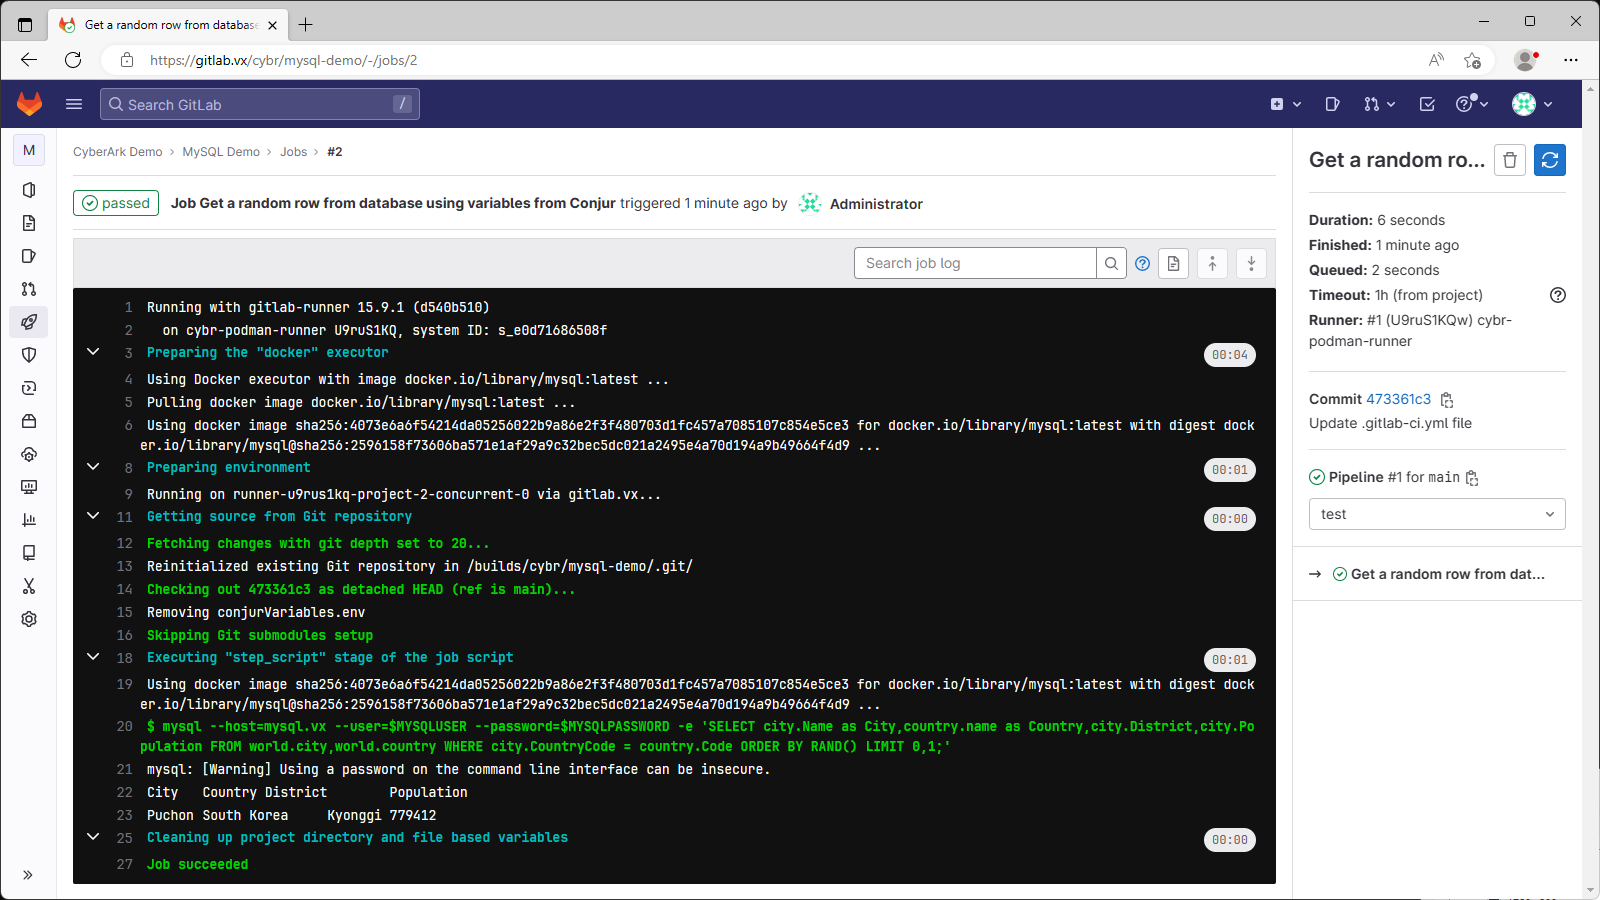 Get a random row from database
https://gitlab.vx/cybr/mysql-demo/-/jobs/2
Search GitLab
/
M
CyberArk Demo › MySQL Demo › Jobs › #2
passed Job Get a random row from database using variables from Conjur triggered 1 minute ago by Administrator
Search job log
1 Running with gitlab-runner 15.9.1 (d540b510)
2 on cybr-podman-runner U9ruS1KQ, system ID: s_e0d71686508f
3 Preparing the "docker" executor 00:04
4 Using Docker executor with image docker.io/library/mysql:latest ...
5 Pulling docker image docker.io/library/mysql:latest ...
6 Using docker image sha256:4073e6a6f54214da05256022b9a86e2f3f480703d1fc457a7085107c854e5ce3 for docker.io/library/mysql:latest with digest dock
er.io/library/mysql@sha256:2596158f73606ba571e1af29a9c32bec5dc021a2495e4a70d194a9b49664f4d9 ...
8 Preparing environment 00:01
9 Running on runner-u9rus1kq-project-2-concurrent-0 via gitlab.vx...
11 Getting source from Git repository 00:00
12 Fetching changes with git depth set to 20...
13 Reinitialized existing Git repository in /builds/cybr/mysql-demo/.git/
14 Checking out 473361c3 as detached HEAD (ref is main)...
15 Removing conjurVariables.env
16 Skipping Git submodules setup
18 Executing "step_script" stage of the job script 00:01
19 Using docker image sha256:4073e6a6f54214da05256022b9a86e2f3f480703d1fc457a7085107c854e5ce3 for docker.io/library/mysql:latest with digest dock
er.io/library/mysql@sha256:2596158f73606ba571e1af29a9c32bec5dc021a2495e4a70d194a9b49664f4d9 ...
20 $ mysql --host=mysql.vx --user=$MYSQLUSER --password=$MYSQLPASSWORD -e 'SELECT city.Name as City,country.name as Country,city.District,city.Po
pulation FROM world.city,world.country WHERE city.CountryCode = country.Code ORDER BY RAND() LIMIT 0,1;'
21 mysql: [Warning] Using a password on the command line interface can be insecure.
22 City Country District Population
23 Puchon South Korea Kyonggi 779412
25 Cleaning up project directory and file based variables 00:00
27 Job succeeded
Get a random ro...
Duration: 6 seconds
Finished: 1 minute ago
Queued: 2 seconds
Timeout: 1h (from project)
Runner: #1 (U9ruS1KQw) cybr-
podman-runner
Commit 473361c3
Update .gitlab-ci.yml file
Pipeline #1 for main
test
→ Get a random row from dat...